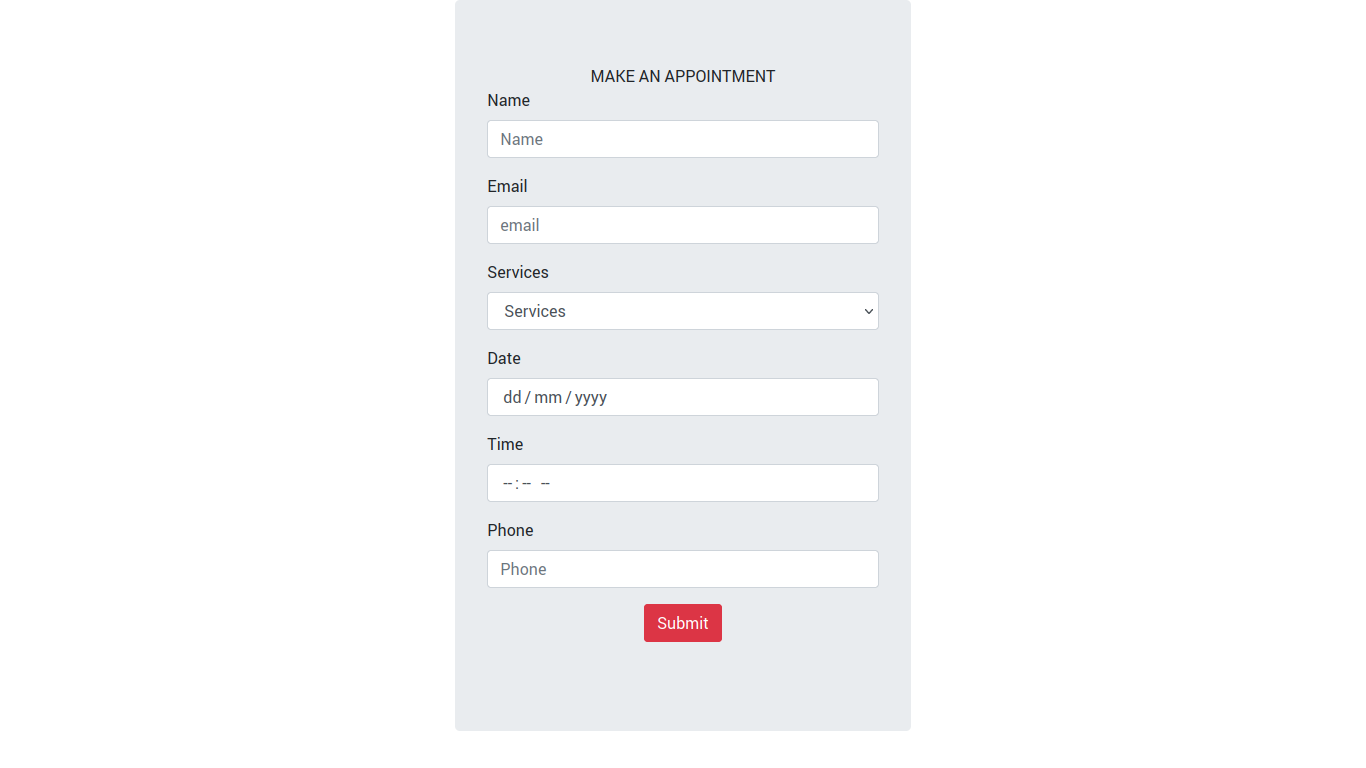 MAKE AN APPOINTMENT
Name
Name
Email
email
Services
Services
Date
dd / mm / yyyy
Time
-- : -- --
Phone
Phone
Submit